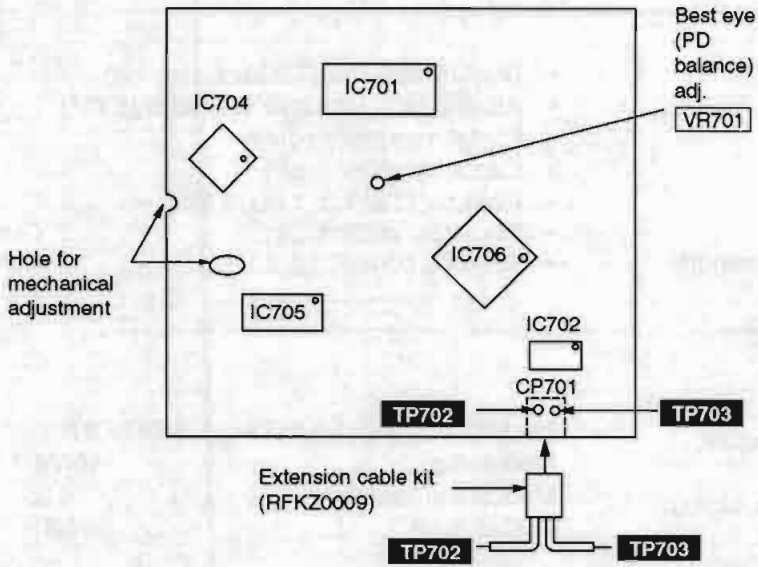 Best eye
(PD
balance)
adj.
VR701
IC701
IC704
IC706
Hole for
mechanical
adjustment
IC705
IC702
CP701
TP702
TP703
Extension cable kit
(RFKZ0009)
TP702
TP703